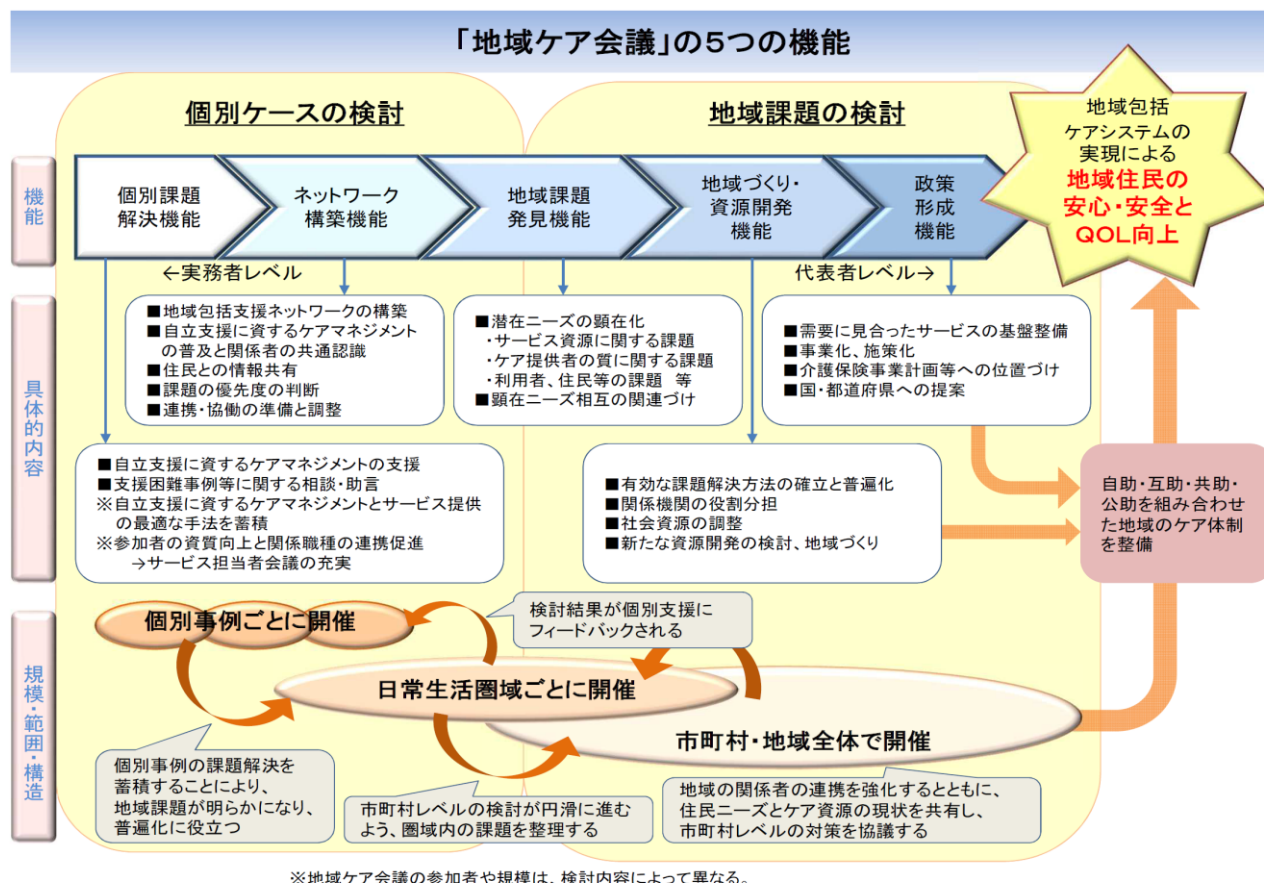 「地域ケア会議」の５つの機能
個別ケースの検討
地域課題の検討
地域包括
ケアシステムの
実現による
地域住民の
安心・安全と
ＱＯＬ向上
機能
個別課題
解決機能
ネットワーク
構築機能
地域課題
発見機能
地域づくり・
資源開発
機能
政策
形成
機能
←実務者レベル
代表者レベル→
具体的内容
■地域包括支援ネットワークの構築
■自立支援に資するケアマネジメント
の普及と関係者の共通認識
■住民との情報共有
■課題の優先度の判断
■連携・協働の準備と調整
■潜在ニーズの顕在化
・サービス資源に関する課題
・ケア提供者の質に関する課題
・利用者、住民等の課題 等
■顕在ニーズ相互の関連づけ
■需要に見合ったサービスの基盤整備
■事業化、施策化
■介護保険事業計画等への位置づけ
■国・都道府県への提案
■自立支援に資するケアマネジメントの支援
■支援困難事例等に関する相談・助言
※自立支援に資するケアマネジメントとサービス提供
の最適な手法を蓄積
※参加者の資質向上と関係職種の連携促進
→サービス担当者会議の充実
■有効な課題解決方法の確立と普遍化
■関係機関の役割分担
■社会資源の調整
■新たな資源開発の検討、地域づくり
自助・互助・共助・
公助を組み合わせ
た地域のケア体制
を整備
規模・範囲・構造
個別事例ごとに開催
検討結果が個別支援に
フィードバックされる
日常生活圏域ごとに開催
市町村・地域全体で開催
個別事例の課題解決を
蓄積することにより、
地域課題が明らかになり、
普遍化に役立つ
市町村レベルの検討が円滑に進む
よう、圏域内の課題を整理する
地域の関係者の連携を強化するとともに、
住民ニーズとケア資源の現状を共有し、
市町村レベルの対策を協議する
※地域ケア会議の参加者や規模は、検討内容によって異なる。